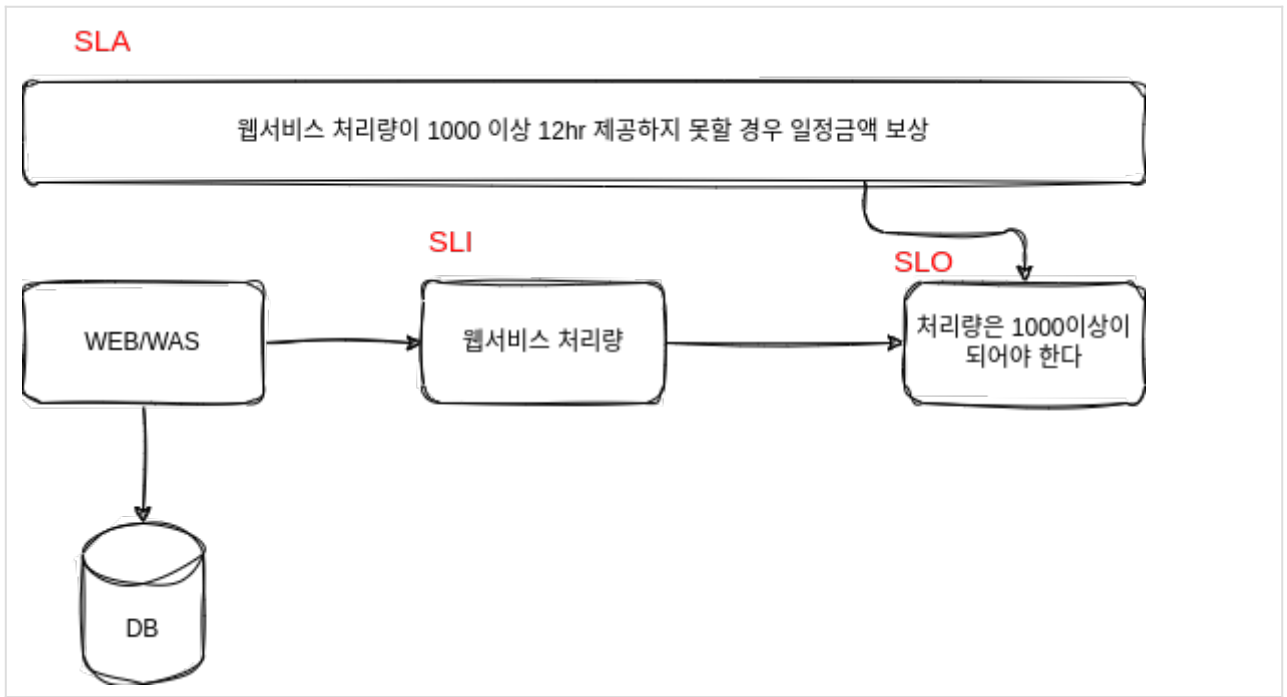 SLA
웹서비스 처리량이 1000 이상 12hr 제공하지 못할 경우 일정금액 보상
SLI
SLO
WEB/WAS
웹서비스 처리량
처리량은 1000이상이
되어야 한다
DB